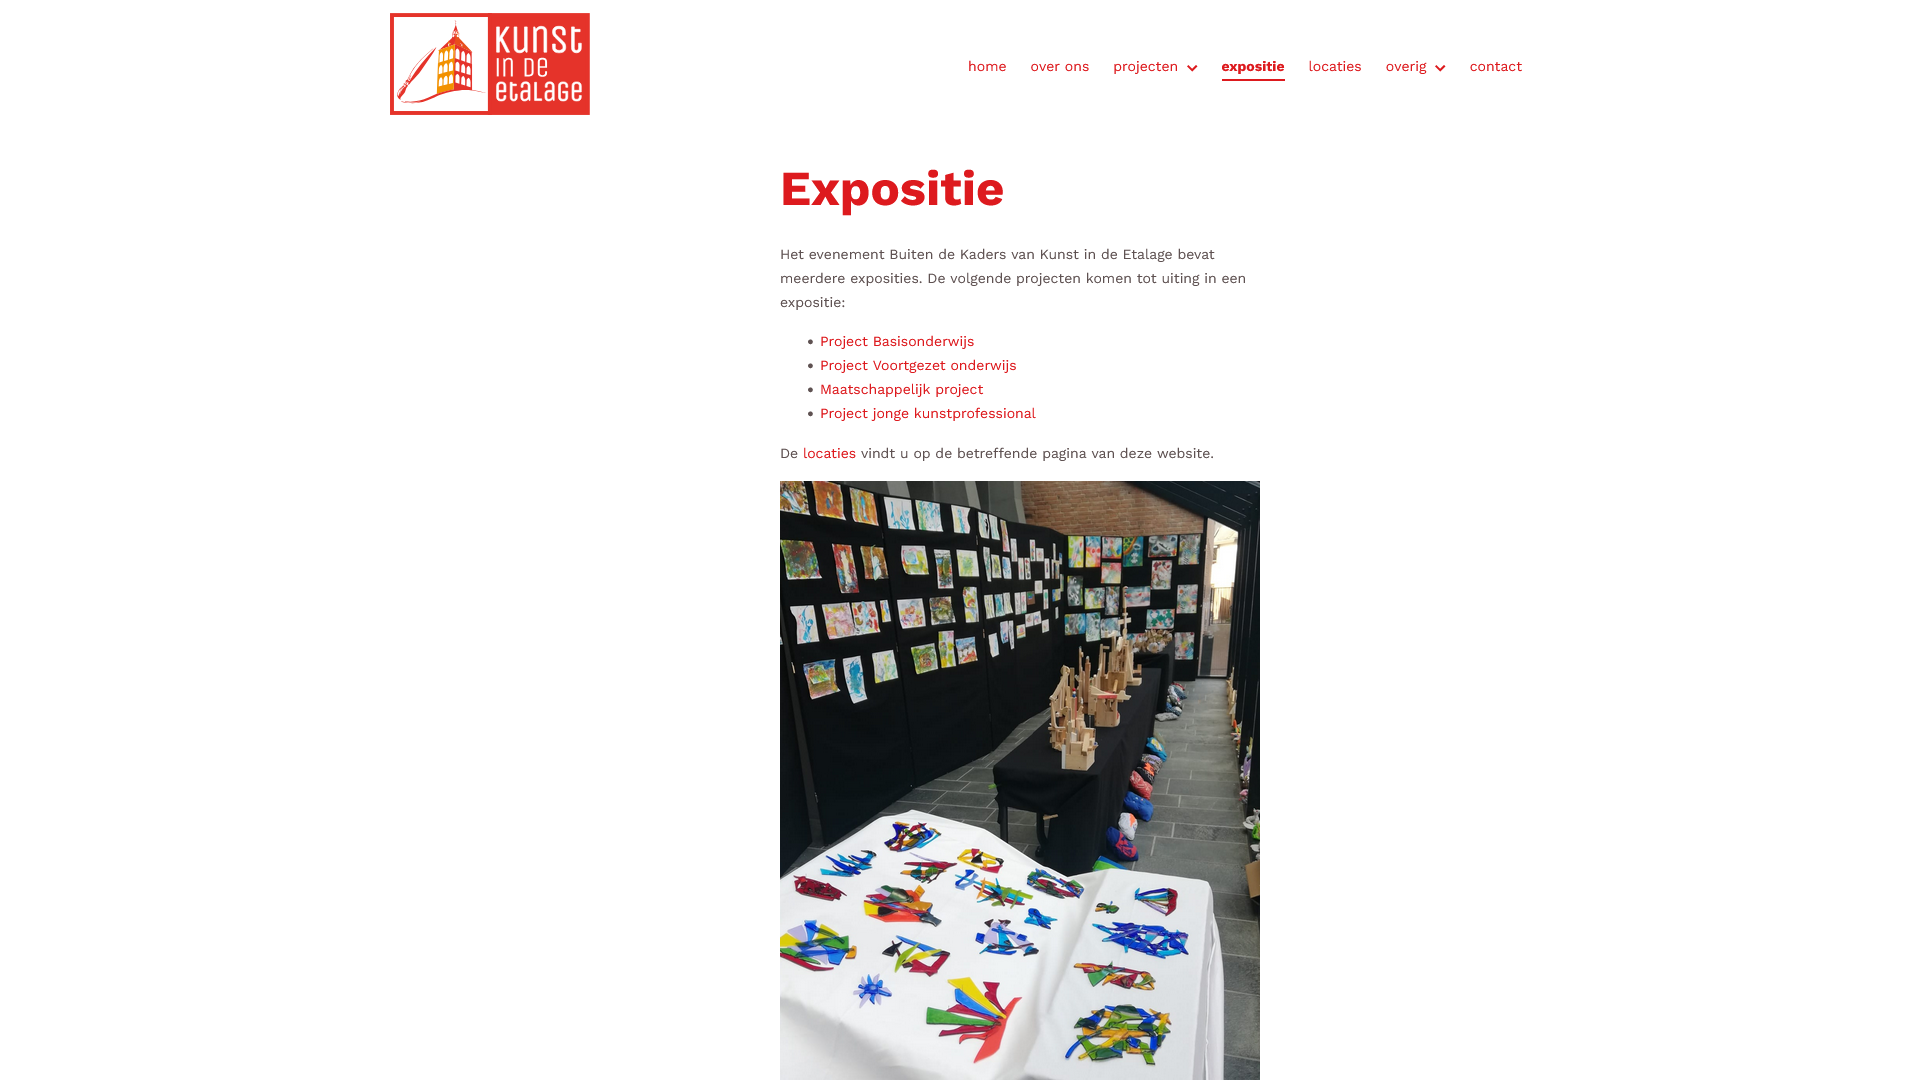 Kunst
in de
etalage
home over ons projecten expositie locaties overig contact
Expositie
Het evenement Buiten de Kaders van Kunst in de Etalage bevat
meerdere exposities. De volgende projecten komen tot uiting in een
expositie:
Project Basisonderwijs
Project Voortgezet onderwijs
Maatschappelijk project
Project jonge kunstprofessional
De locaties vindt u op de betreffende pagina van deze website.